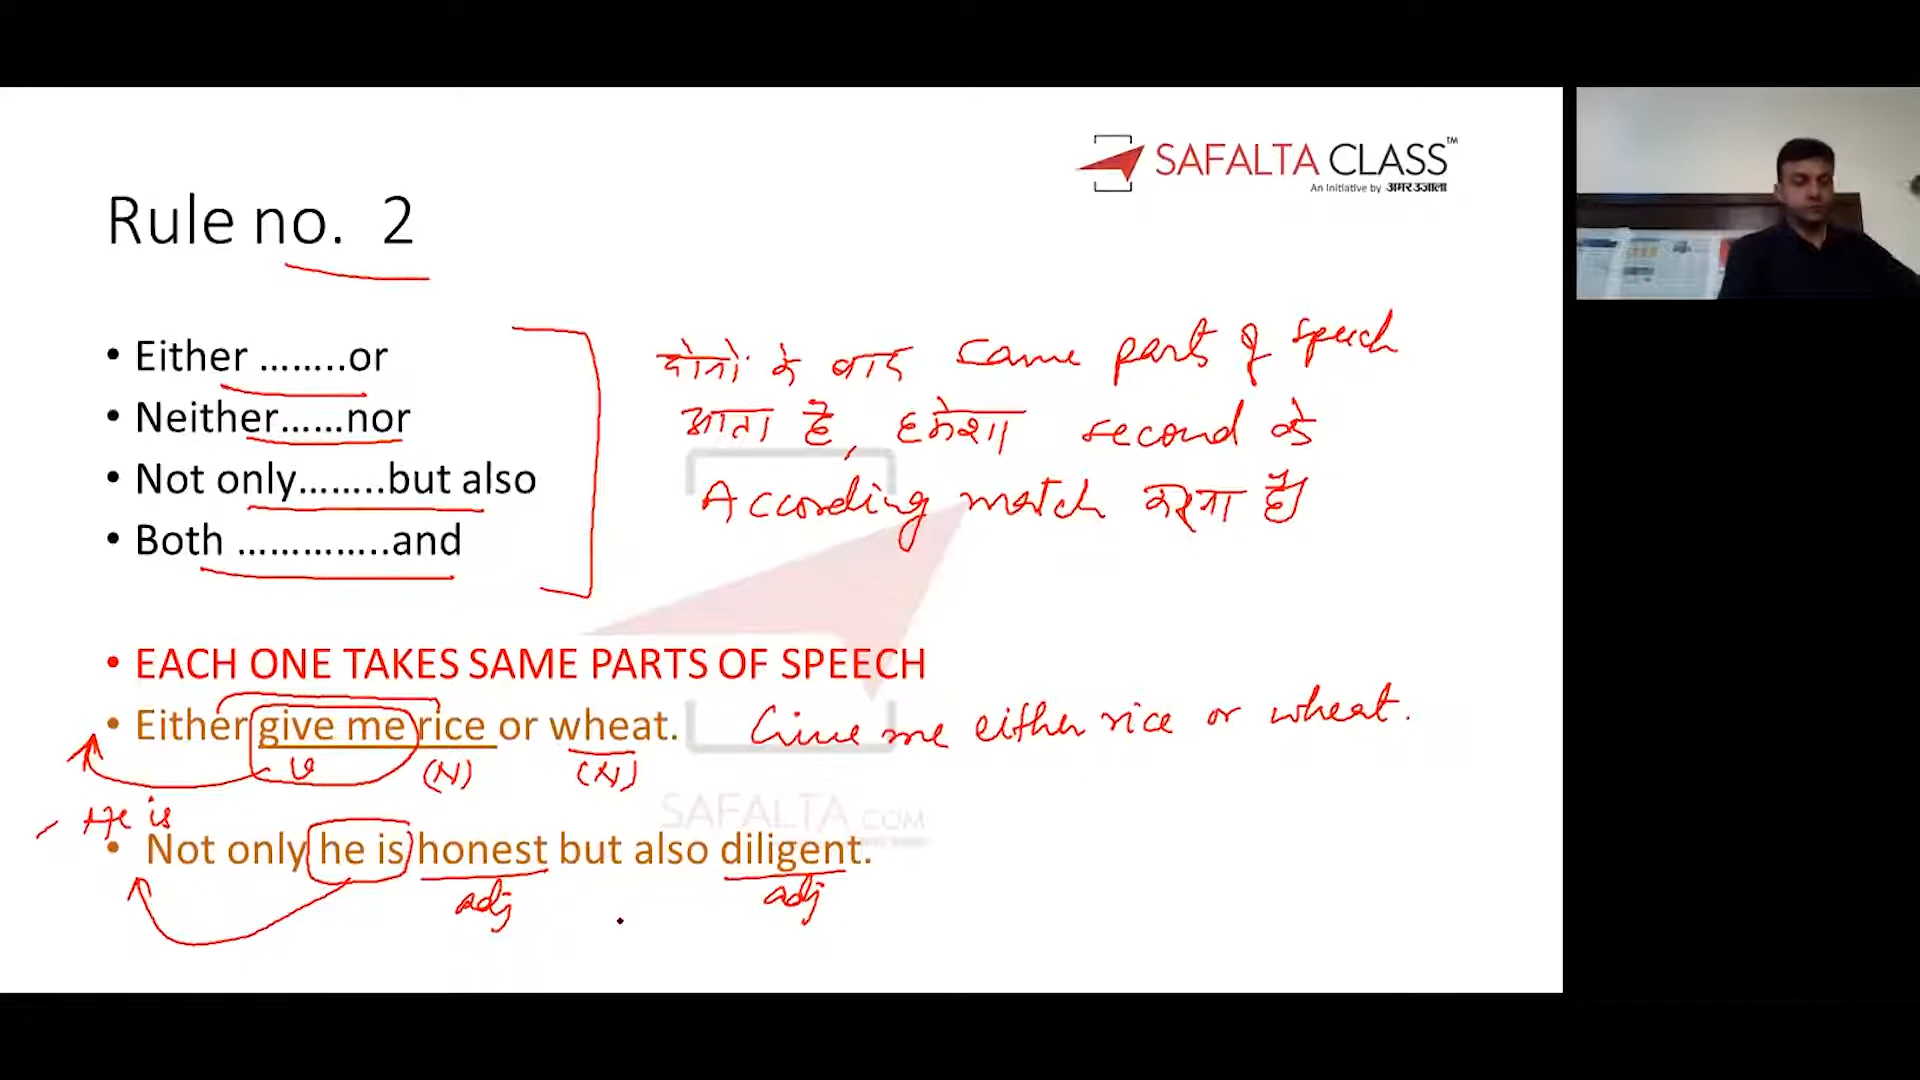 SAFALTA CLASS™
An Initiative by अमर उजाला
Rule no. 2
• Either ........or
• Neither......nor
• Not only........but also
• Both ..............and
दोनो के बाद same parts of speech
आता है, हमेशा second के
According match करना है।
• EACH ONE TAKES SAME PARTS OF SPEECH
• Either give me rice or wheat.
Give me either rice or wheat.
V (N) (N)
He is
• Not only he is honest but also diligent.
adj adj
SAFALTA.COM